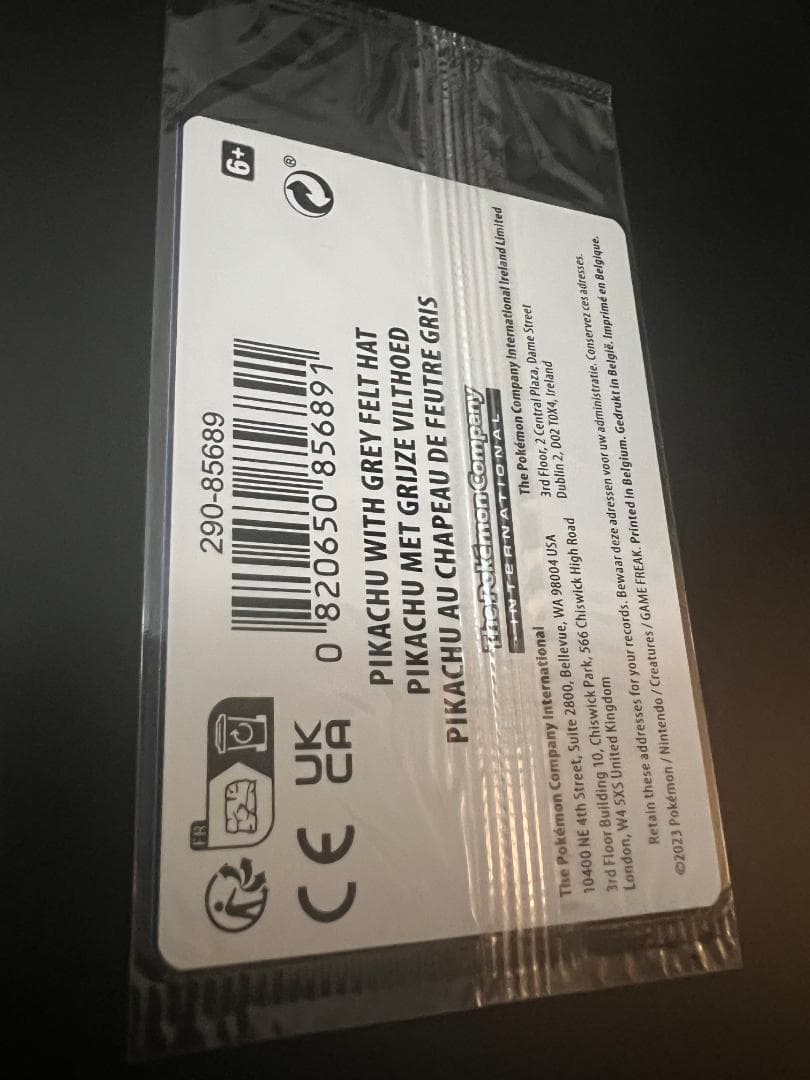 6+
®
290-85689
0 820650 856891
FR
CE
UK
CA
PIKACHU WITH GREY FELT HAT
PIKACHU MET GRIJZE VILTHOED
PIKACHU AU CHAPEAU DE FEUTRE GRIS
The Pokémon Company
INTERNATIONAL
The Pokémon Company International
10400 NE 4th Street, Suite 2800, Bellevue, WA 98004 USA
3rd Floor Building 10, Chiswick Park, 566 Chiswick High Road
London, W4 5XS United Kingdom
The Pokémon Company International Ireland Limited
3rd Floor, 2 Central Plaza, Dame Street
Dublin 2, D02 T0X4, Ireland
Retain these addresses for your records. Bewaar deze adressen voor uw administratie. Conservez ces adresses.
©2023 Pokémon / Nintendo / Creatures / GAME FREAK. Printed in Belgium. Gedrukt in België. Imprimé en Belgique.